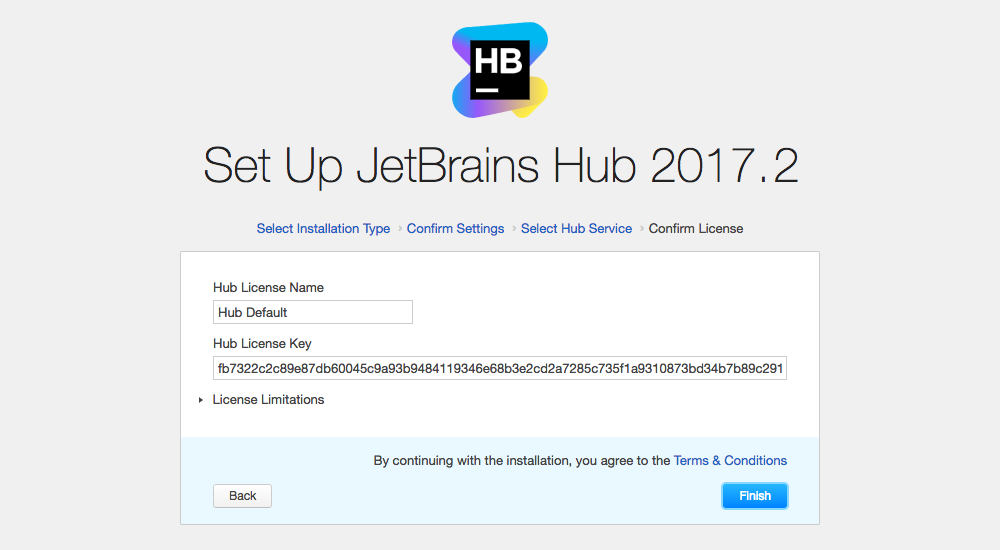 HB
Set Up JetBrains Hub 2017.2
Select Installation Type › Confirm Settings › Select Hub Service › Confirm License
Hub License Name
Hub Default
Hub License Key
fb7322c2c89e87db60045c9a93b9484119346e68b3e2cd2a7285c735f1a9310873bd34b7b89c291
License Limitations
By continuing with the installation, you agree to the Terms & Conditions
Back Finish